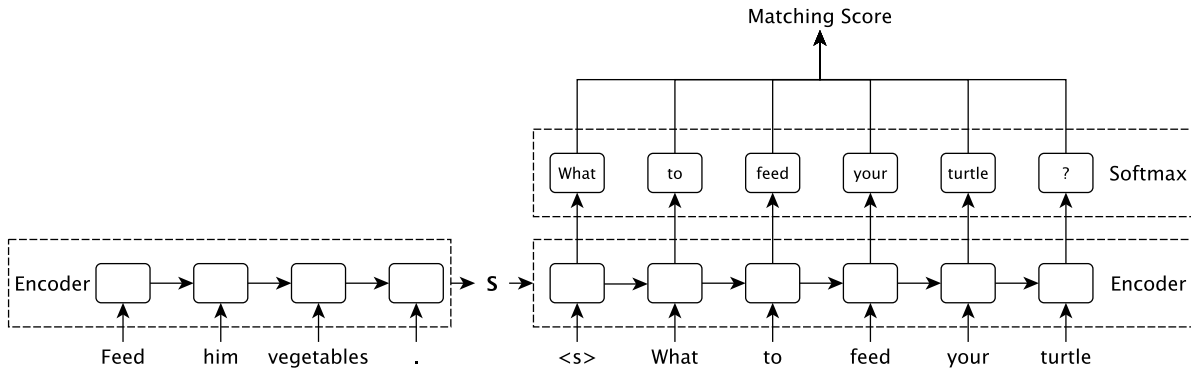 Matching Score
What to feed your turtle ? Softmax
Encoder S Encoder
Feed him vegetables . <s> What to feed your turtle